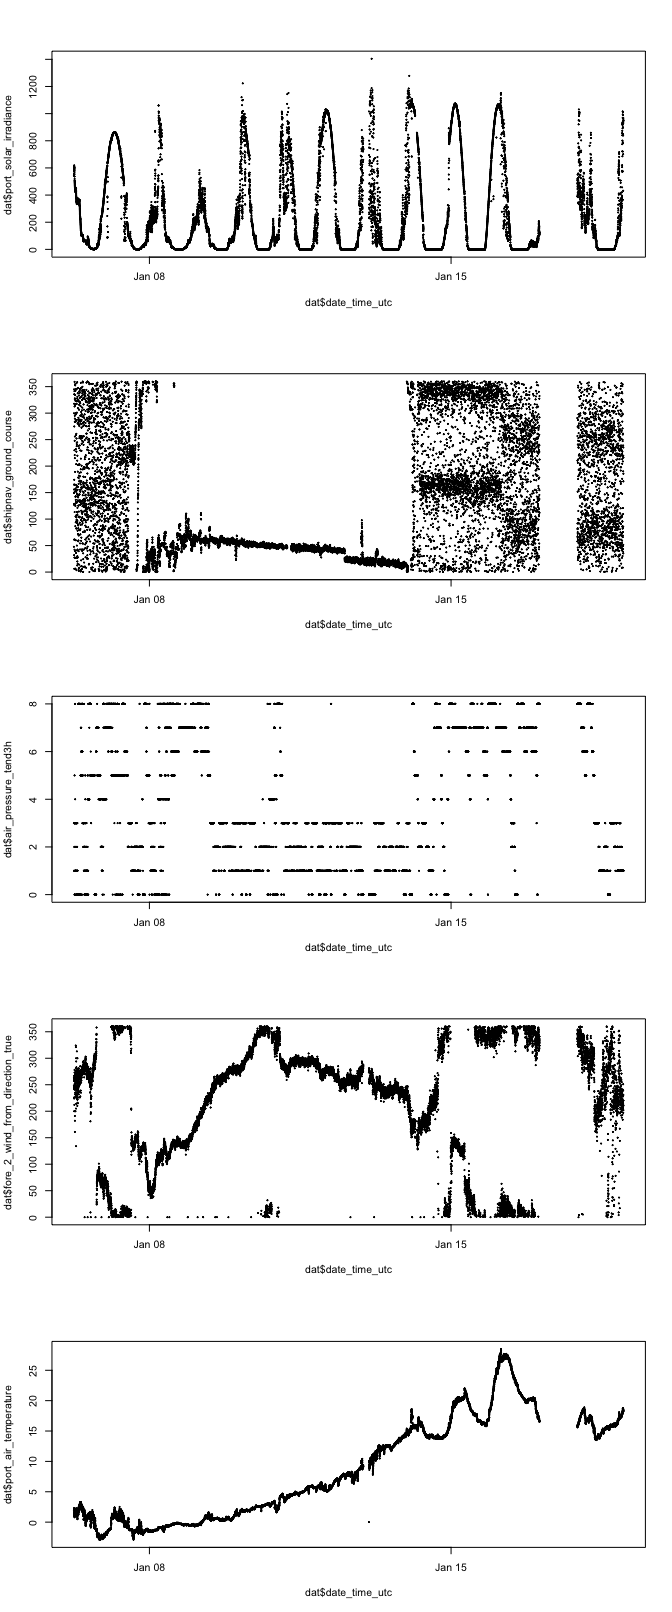 dat$port_solar_irradiance
0 200 400 600 800 1200
Jan 08 Jan 15
dat$date_time_utc
dat$shipnav_ground_course
0 50 100 150 200 250 300 350
Jan 08 Jan 15
dat$date_time_utc
dat$air_pressure_tend3h
0 2 4 6 8
Jan 08 Jan 15
dat$date_time_utc
dat$fore_2_wind_from_direction_true
0 50 100 150 200 250 300 350
Jan 08 Jan 15
dat$date_time_utc
dat$port_air_temperature
0 5 10 15 20 25
Jan 08 Jan 15
dat$date_time_utc